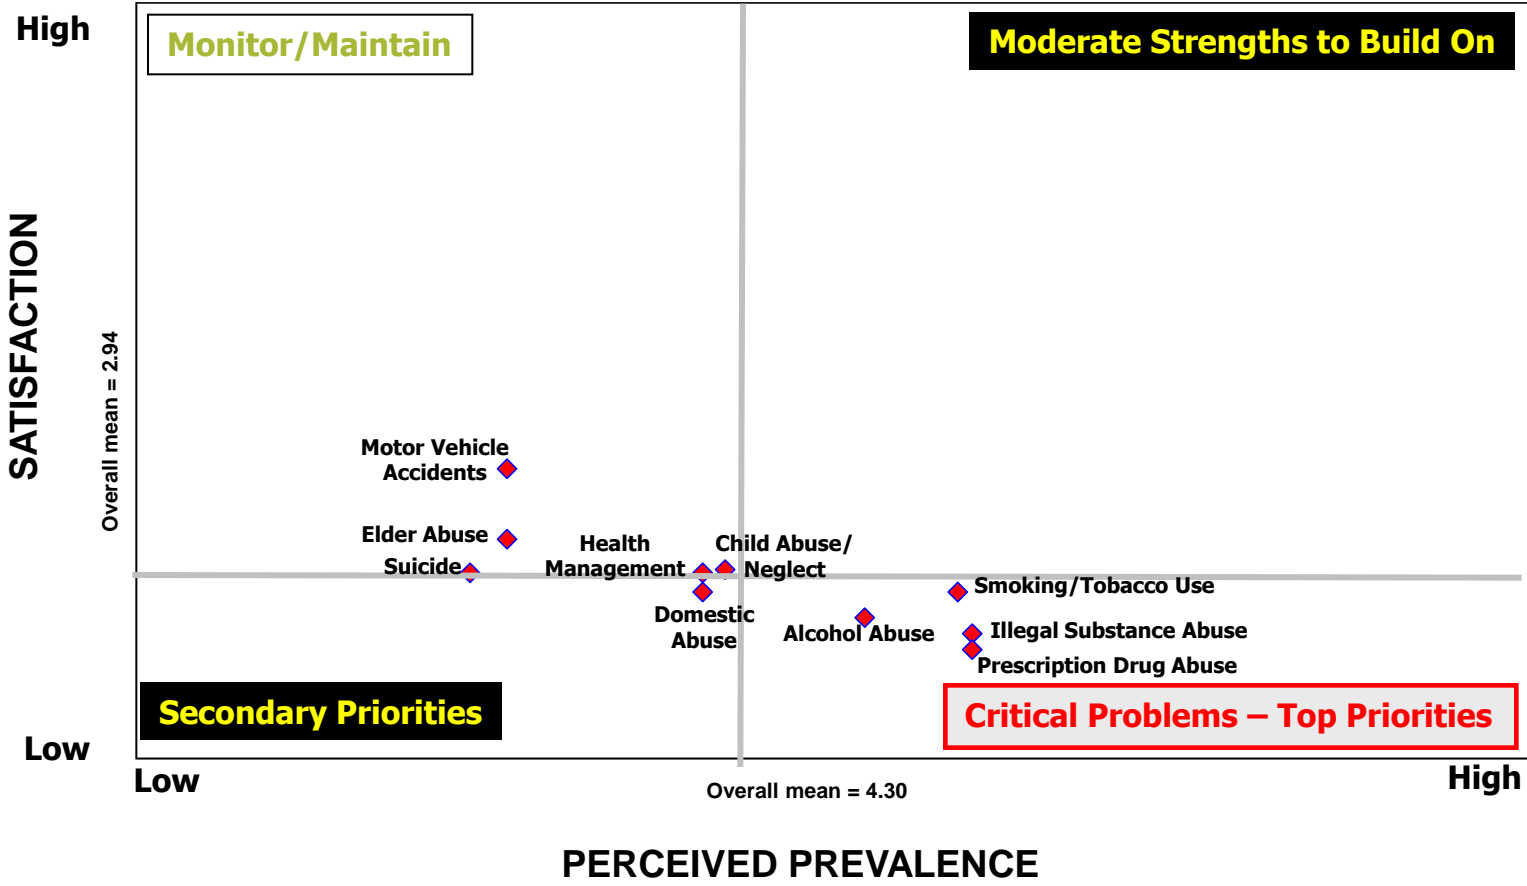 High
Monitor/Maintain
Moderate Strengths to Build On
SATISFACTION
Overall mean = 2.94
Motor Vehicle
Accidents
Elder Abuse
Suicide
Health
Management
Child Abuse/
Neglect
Domestic
Abuse
Alcohol Abuse
Smoking/Tobacco Use
Illegal Substance Abuse
Prescription Drug Abuse
Secondary Priorities
Critical Problems – Top Priorities
Low
Low
Overall mean = 4.30
High
PERCEIVED PREVALENCE